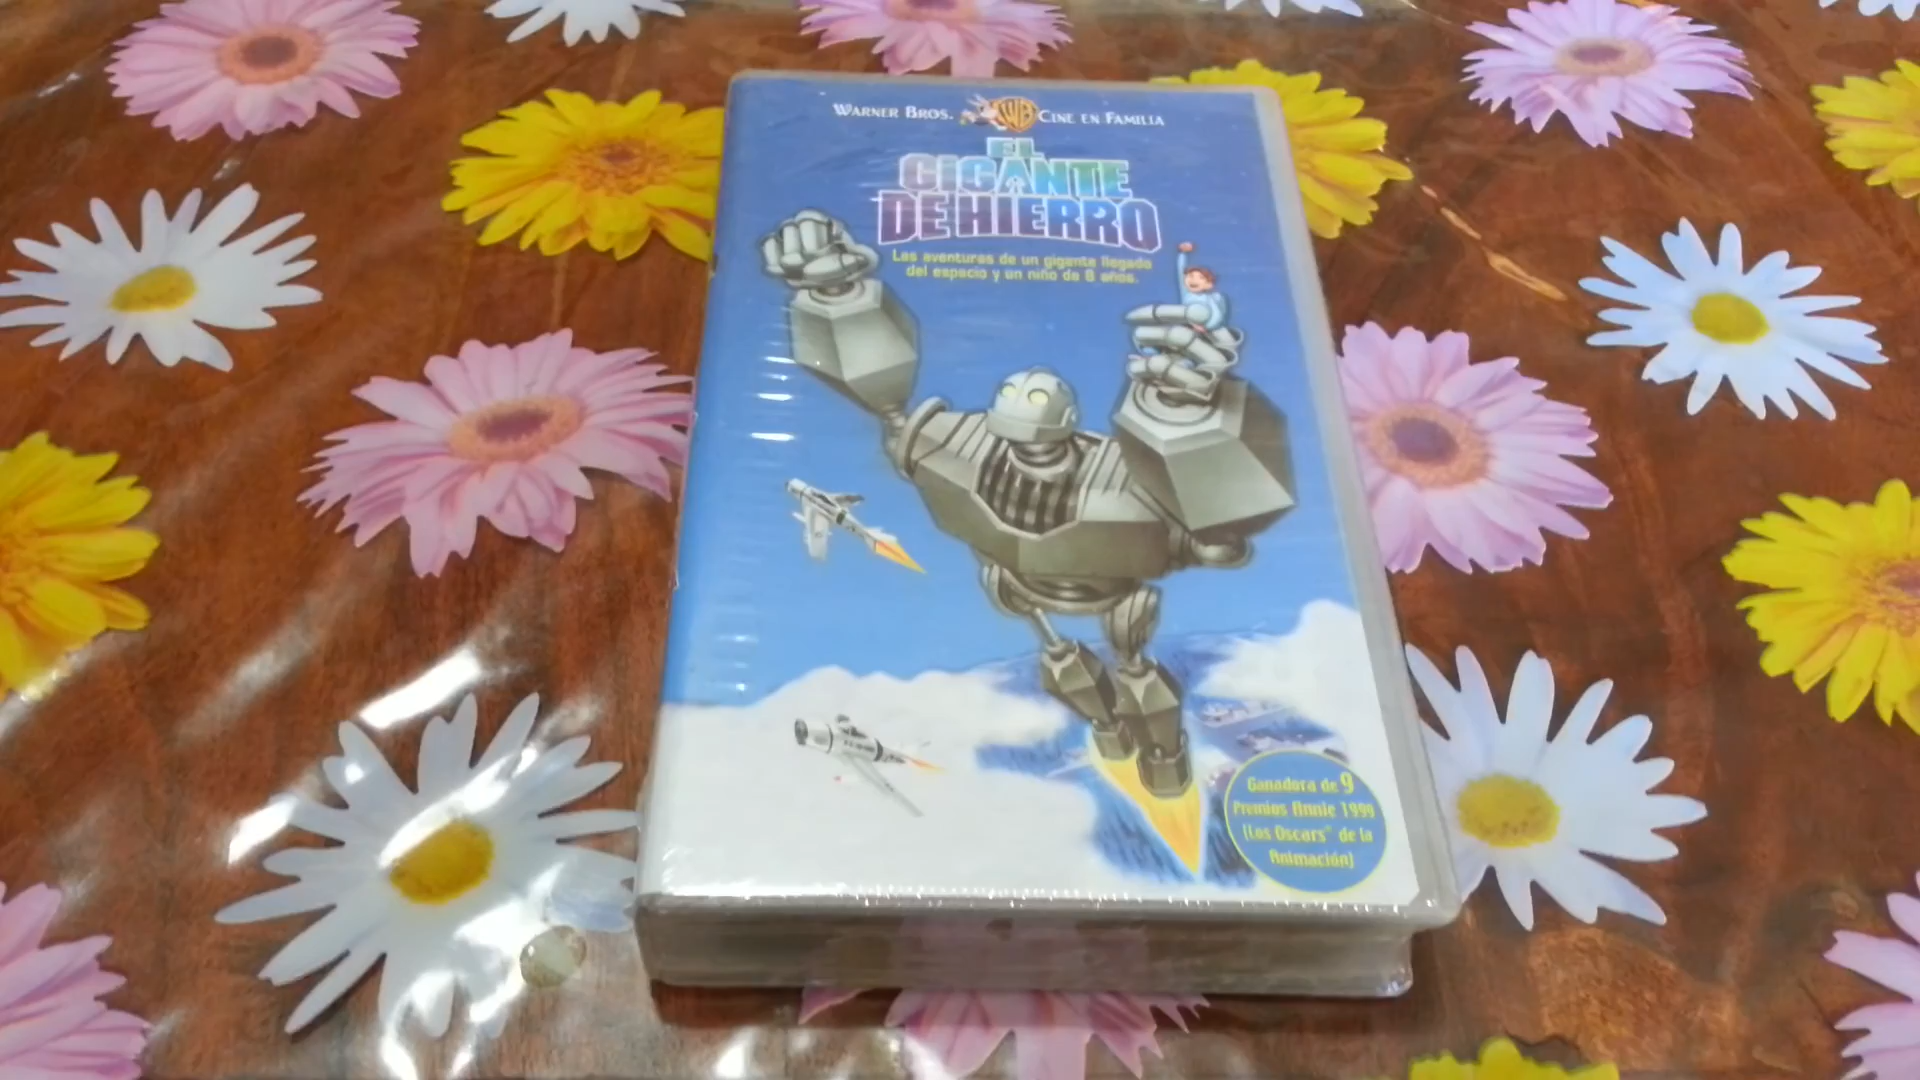 WARNER BROS. WB CINE EN FAMILIA
EL
GIGANTE
DE HIERRO
Las aventuras de un gigante llegado
del espacio y un niño de 8 años.
Ganadora de 9
Premios Annie 1999
(Los Oscars® de la
Animación)